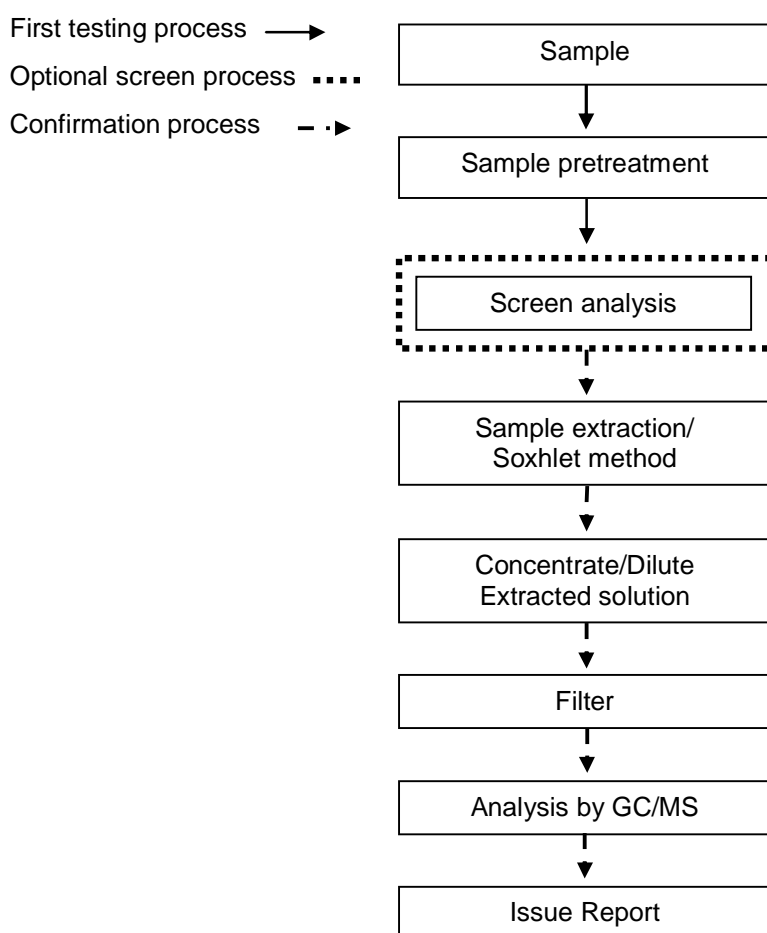 First testing process
Optional screen process
Confirmation process
Sample
Sample pretreatment
Screen analysis
Sample extraction/
Soxhlet method
Concentrate/Dilute
Extracted solution
Filter
Analysis by GC/MS
Issue Report